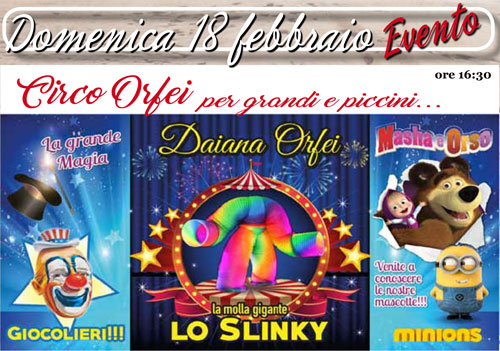 Domenica 18 febbraio Evento
ore 16:30
Circo Orfei per grandi e piccini...
La grande
Magia
GIOCOLIERI!!!
Daiana Orfei
la molla gigante
LO SLINKY
Masha e Orso
Venite a
conoscere
le nostre
mascotte!!!
MINIONS